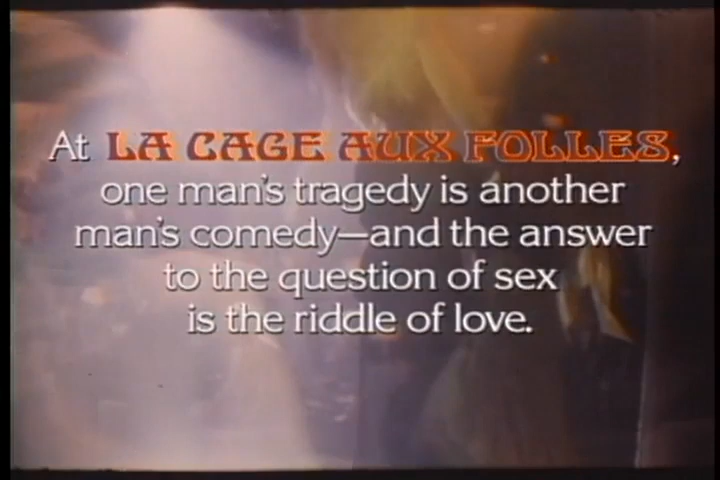 At LA CAGE AUX FOLLES,
one man's tragedy is another
man's comedy—and the answer
to the question of sex
is the riddle of love.